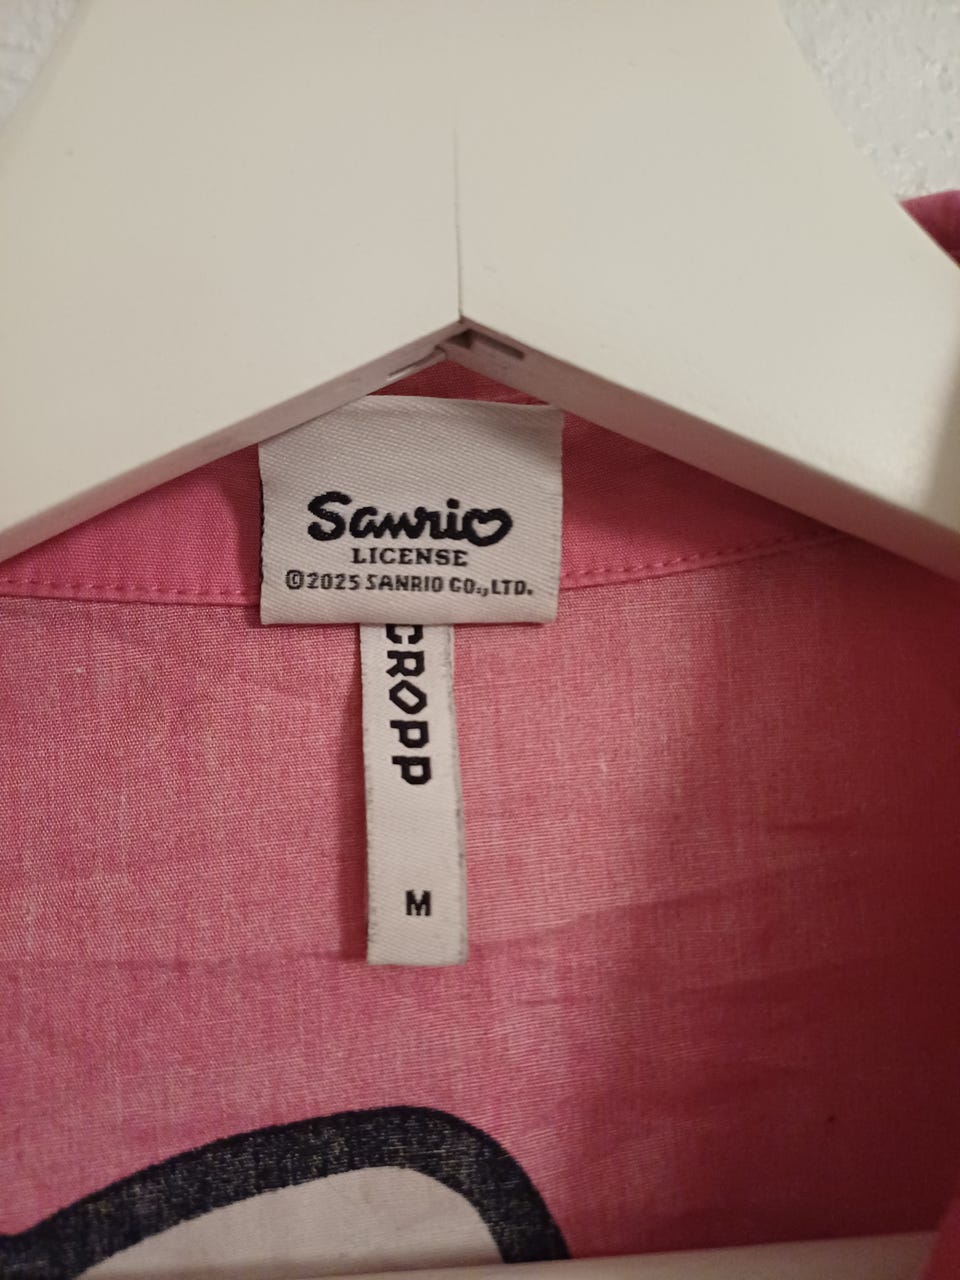 Sanrio
LICENSE
©2025 SANRIO CO.,LTD.
CROPP
M